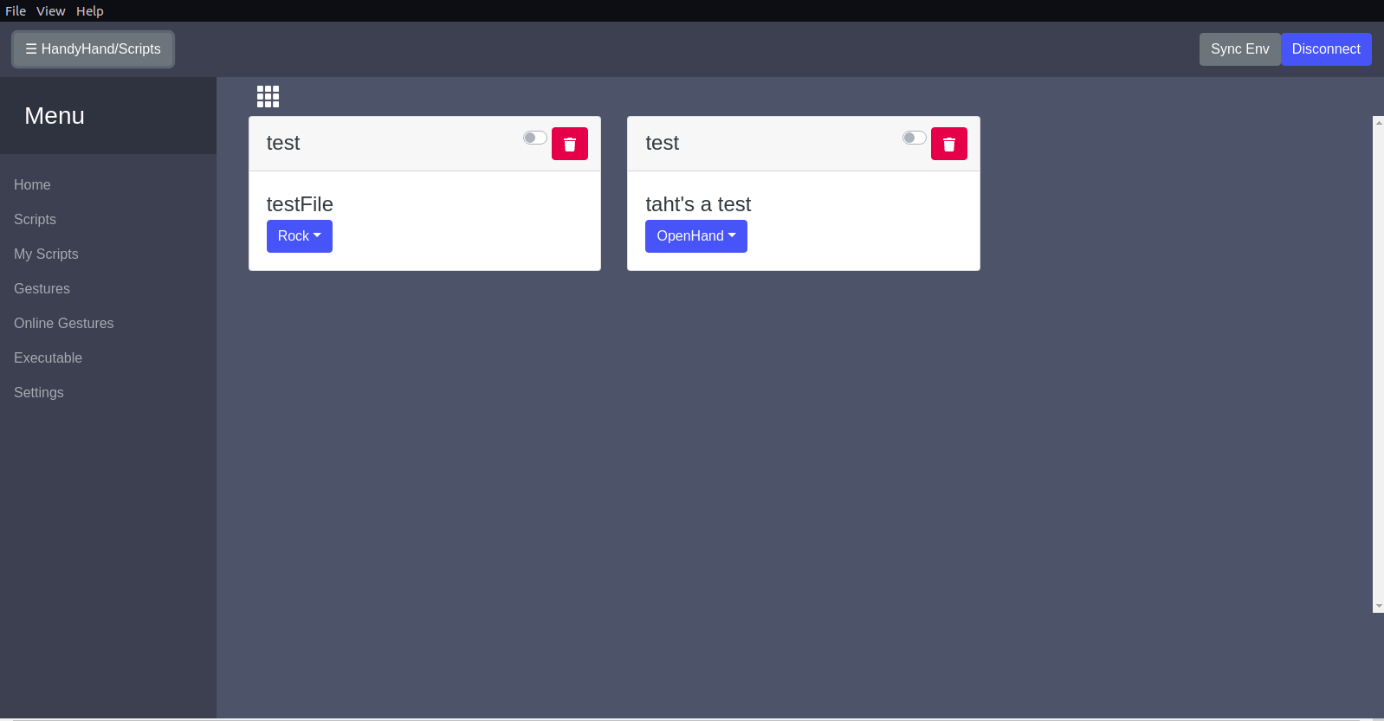 File View Help
☰ HandyHand/Scripts
Sync Env
Disconnect
Menu
Home
Scripts
My Scripts
Gestures
Online Gestures
Executable
Settings
test
testFile
Rock
test
taht's a test
OpenHand